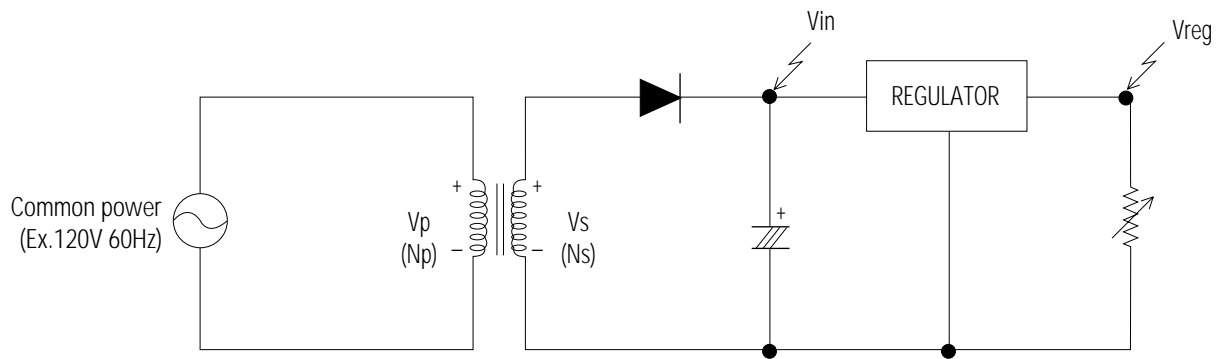 Vin
Vreg
REGULATOR
Common power
(Ex.120V 60Hz)
+
+
Vp
(Np)
Vs
(Ns)
−
−
+